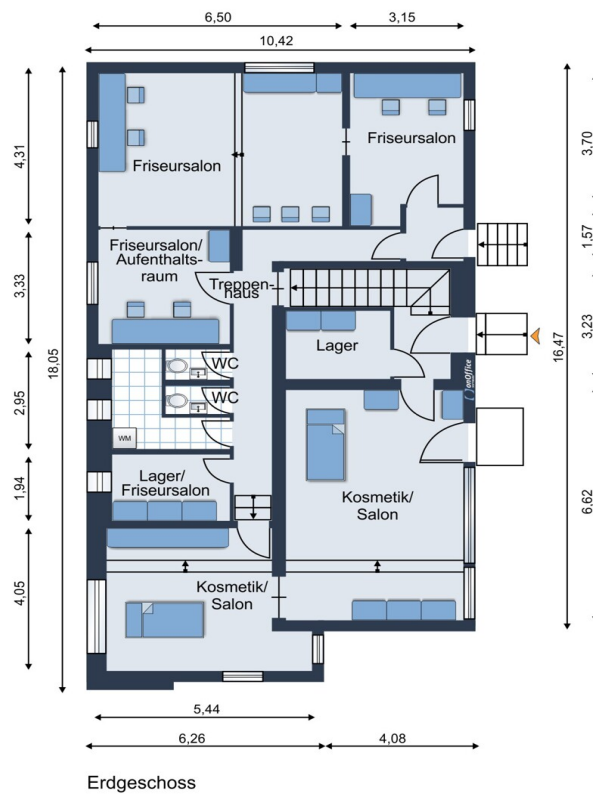 6,50
3,15
10,42
4,31
3,33
2,95
1,94
4,05
18,05
3,70
1,57
3,23
6,62
16,47
Friseursalon
Friseursalon
Friseursalon/
Aufenthalts-
raum
Treppen-
haus
Lager
WC
WC
WM
onOffice
Lager/
Friseursalon
Kosmetik/
Salon
Kosmetik/
Salon
5,44
6,26
4,08
Erdgeschoss